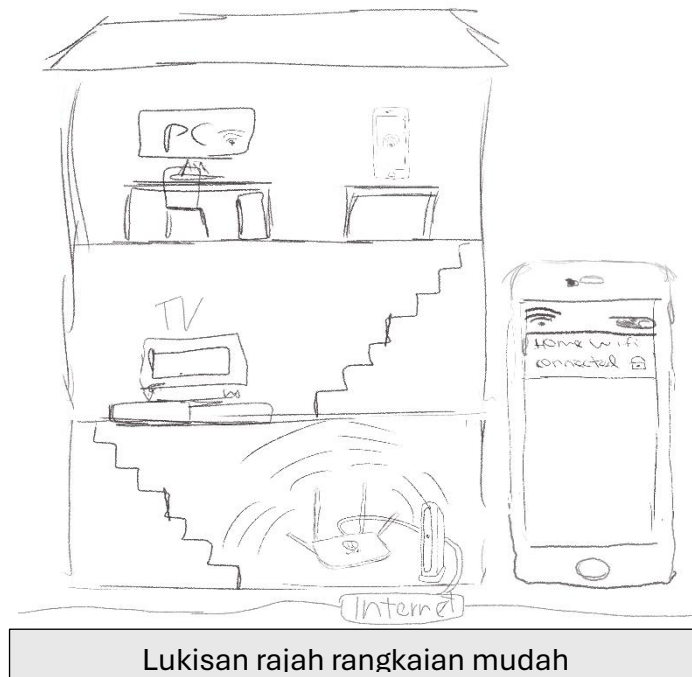 PC
TV
Home wifi
connected
Internet
Lukisan rajah rangkaian mudah